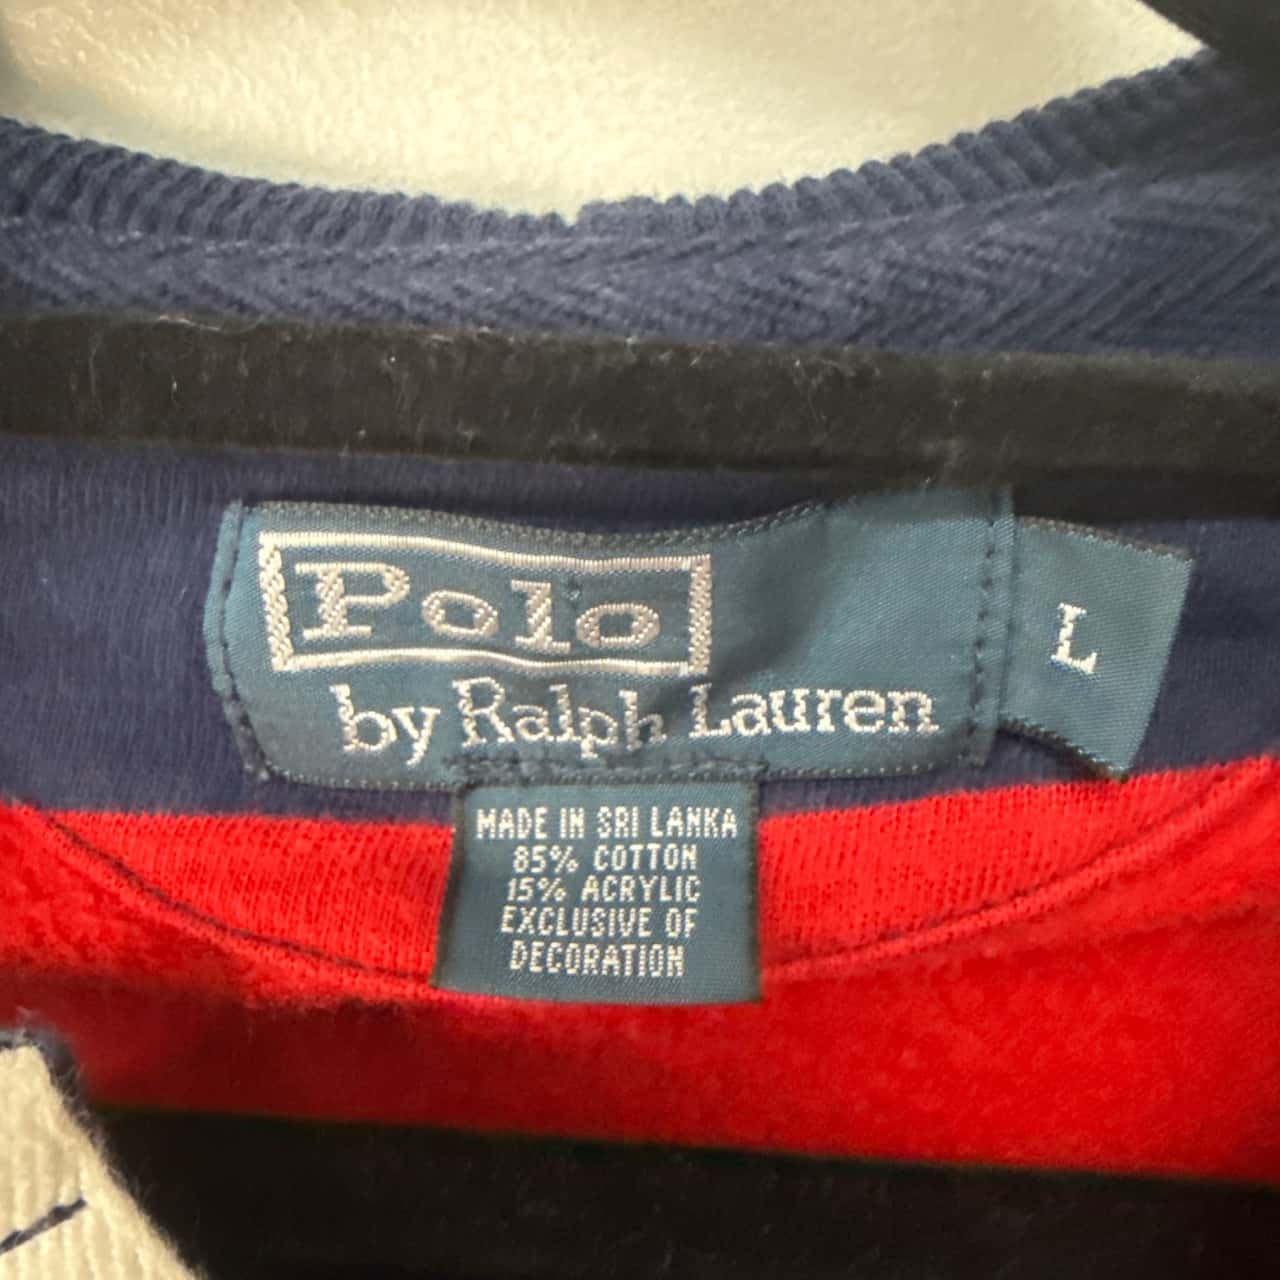 Polo
by Ralph Lauren
L
MADE IN SRI LANKA
85% COTTON
15% ACRYLIC
EXCLUSIVE OF
DECORATION